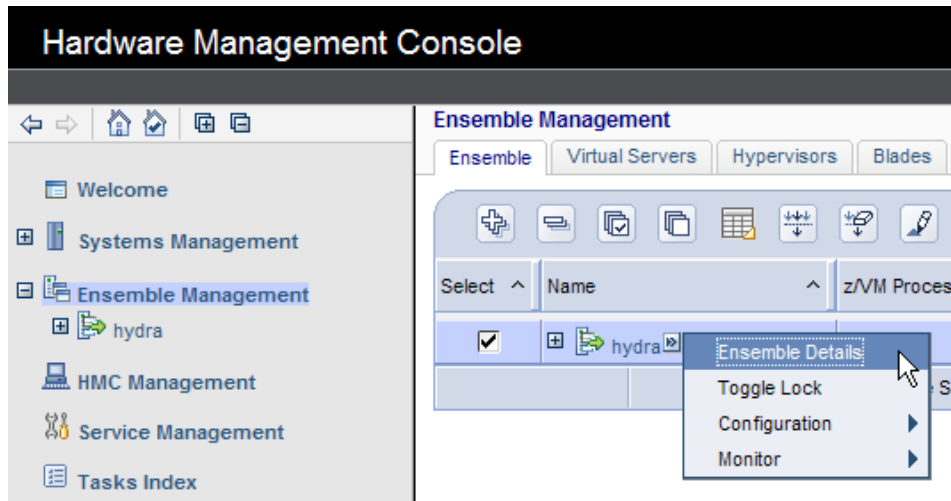 Hardware Management Console
Welcome
Systems Management
Ensemble Management
hydra
HMC Management
Service Management
Tasks Index
Ensemble Management
Ensemble Virtual Servers Hypervisors Blades
Select Name z/VM Proces
hydra
Ensemble Details
Toggle Lock
Configuration
Monitor
S